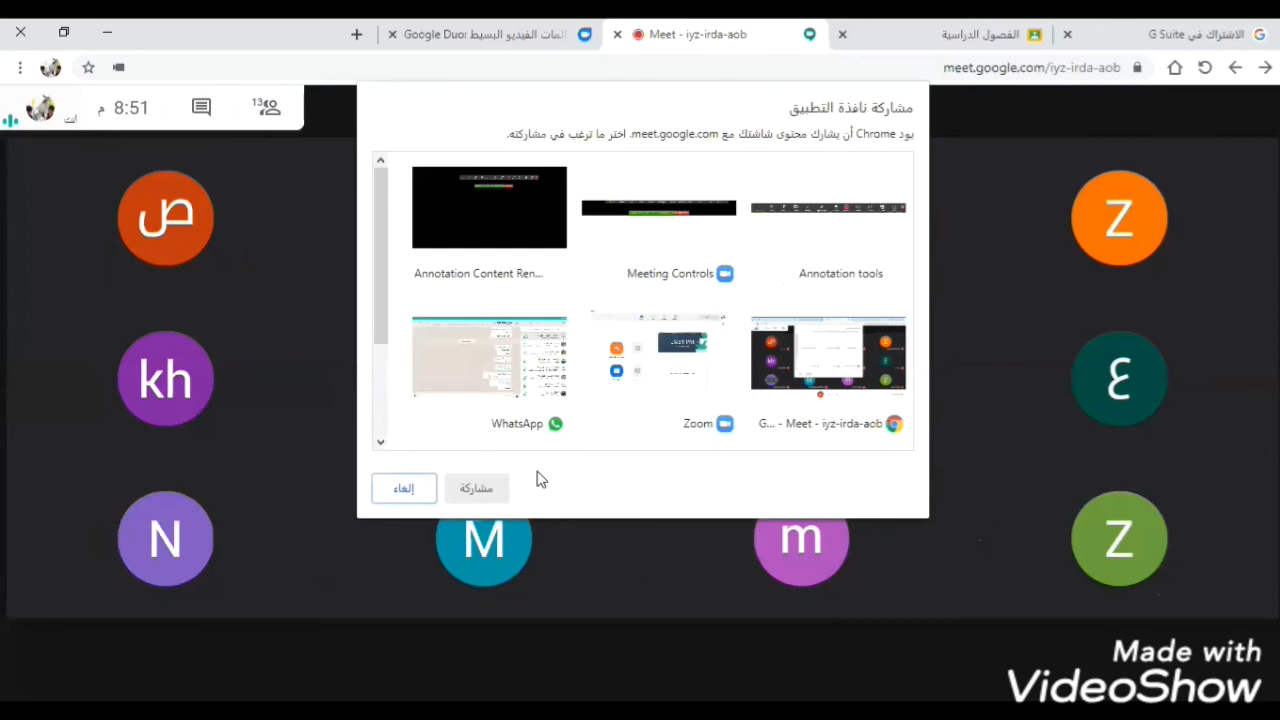 G Suite الاشتراك في
الفصول الدراسية
Meet - iyz-irda-aob
Google Duo: المات الفيديو البسيط
meet.google.com/iyz-irda-aob
13
8:51 م
أنت
مشاركة نافذة التطبيق
يود Chrome أن يشارك محتوى شاشتك مع meet.google.com. اختر ما ترغب في مشاركته.
Annotation tools
Meeting Controls
Annotation Content Ren...
G... - Meet - iyz-irda-aob
Zoom
WhatsApp
مشاركة
إلغاء
ص
Z
kh
ع
N
M
m
Z
Made with
VideoShow